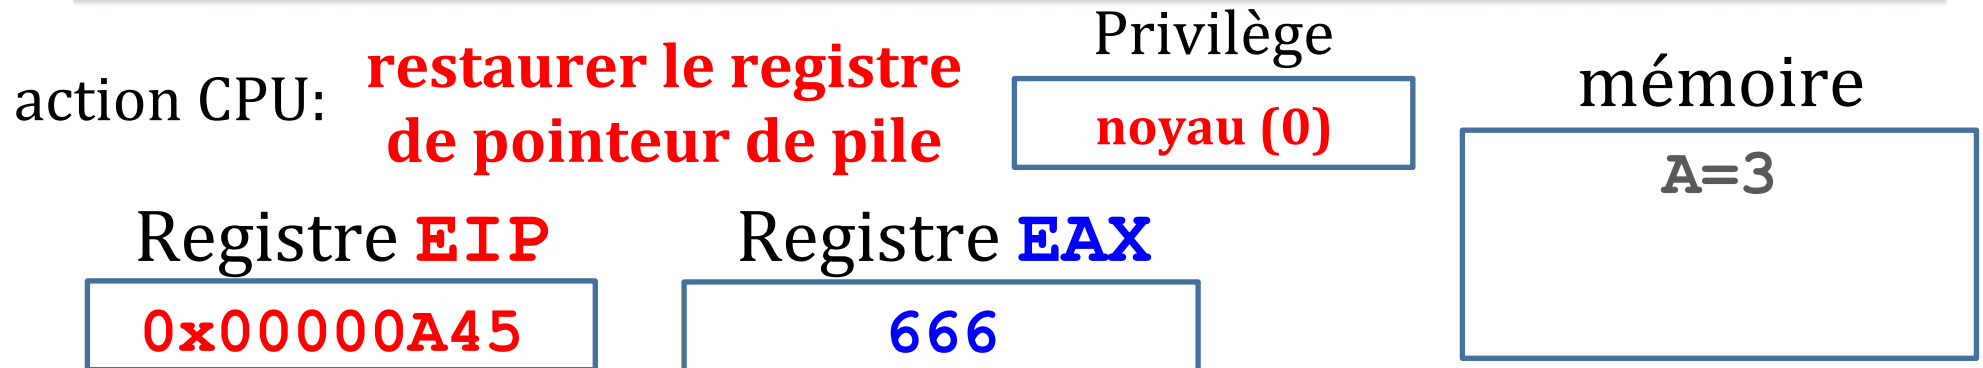 action CPU:
restaurer le registre
de pointeur de pile
Privilège
noyau (0)
mémoire
A=3
Registre EIP
0x00000A45
Registre EAX
666